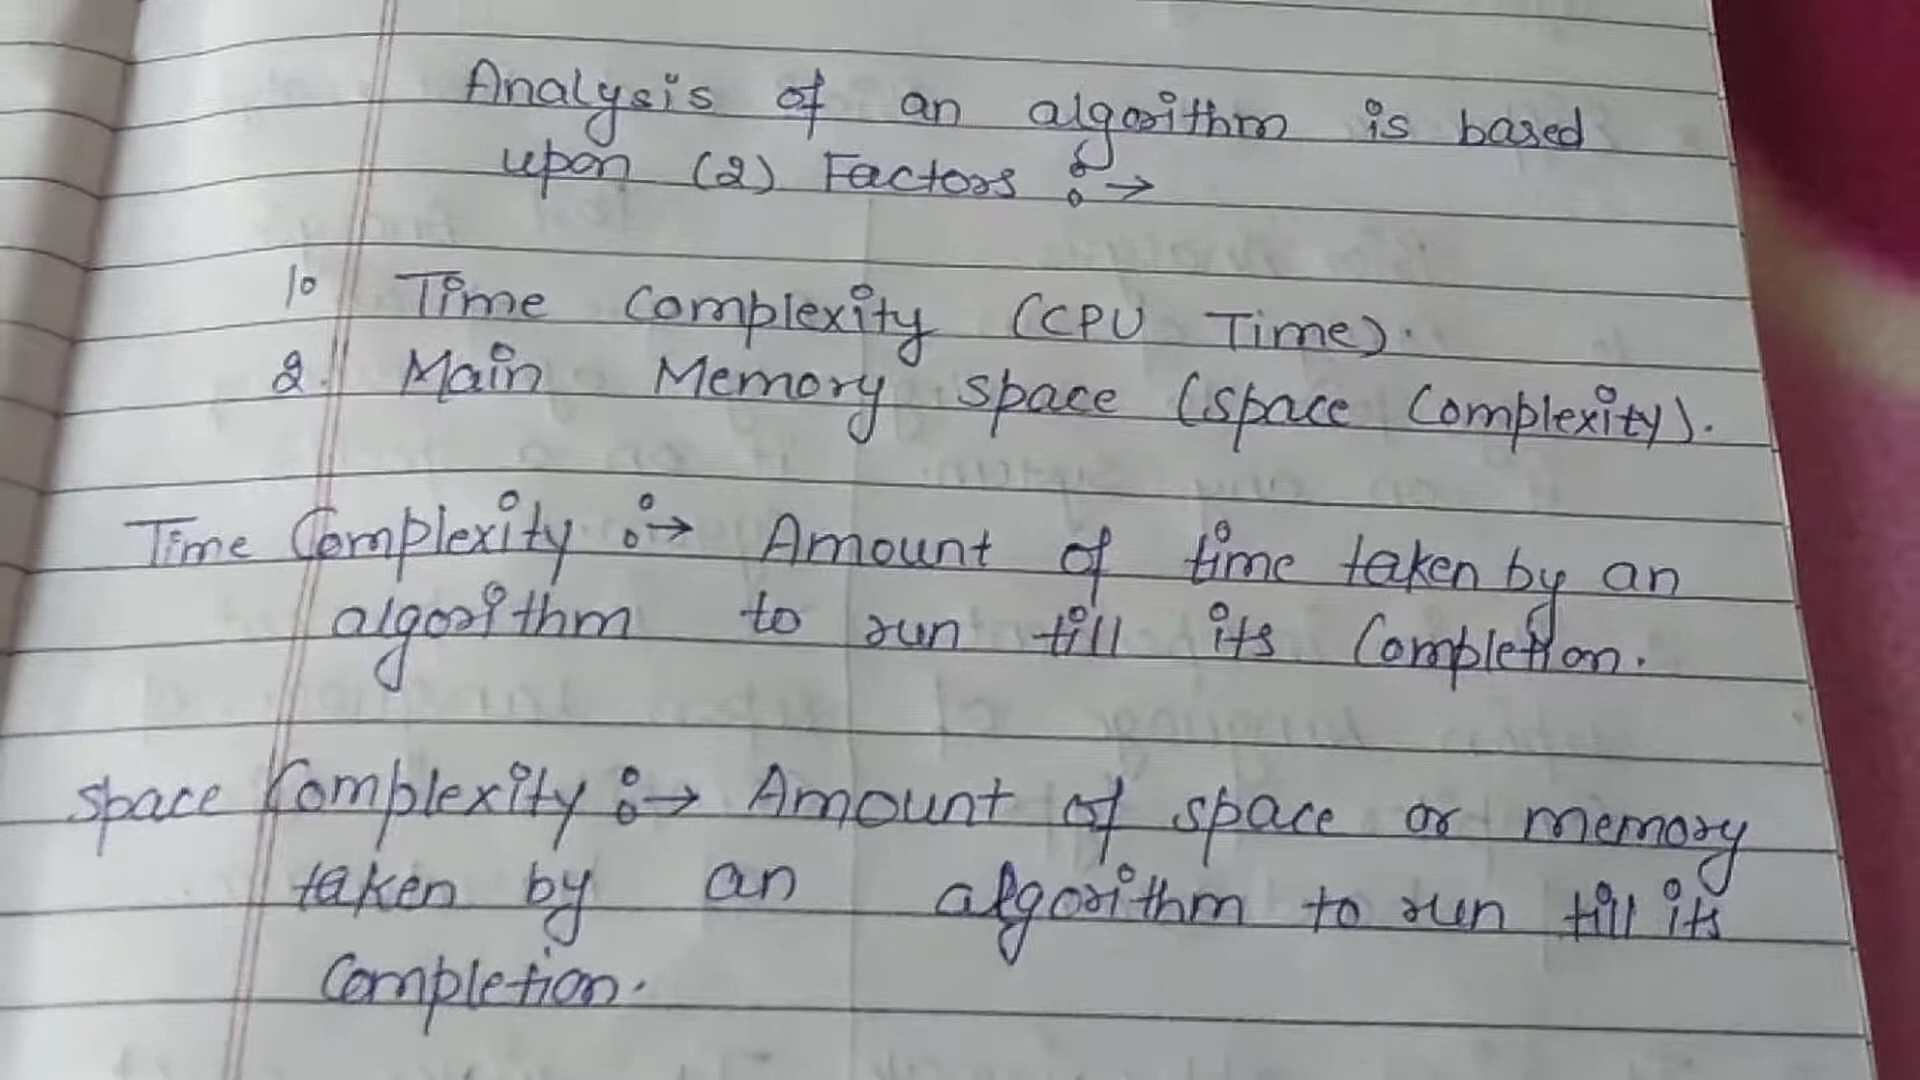 Analysis of an algorithm is based
upon (2) Factors :→
1. Time Complexity (CPU Time).
2. Main Memory space (space Complexity).
Time Complexity :→ Amount of time taken by an
algorithm to run till its Completion.
space Complexity :→ Amount of space or memory
taken by an algorithm to run till its
Completion.